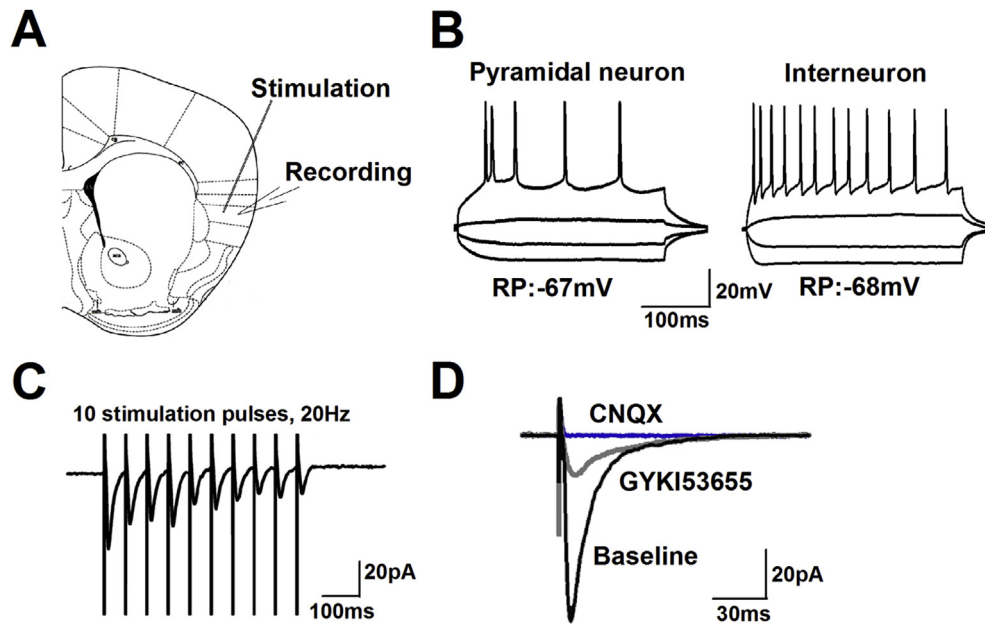 A
Stimulation
Recording
B
Pyramidal neuron
Interneuron
RP:-67mV
20mV
100ms
RP:-68mV
C
10 stimulation pulses, 20Hz
20pA
100ms
D
CNQX
GYKI53655
Baseline
20pA
30ms